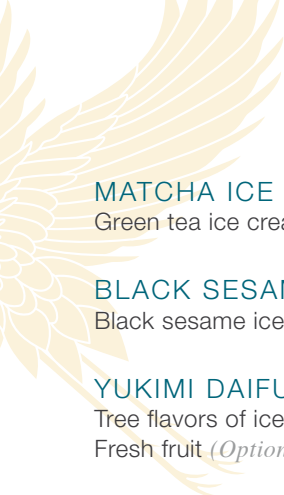 MATCHA ICE
Green tea ice crea
BLACK SESAM
Black sesame ice
YUKIMI DAIFU
Tree flavors of ice
Fresh fruit (Option